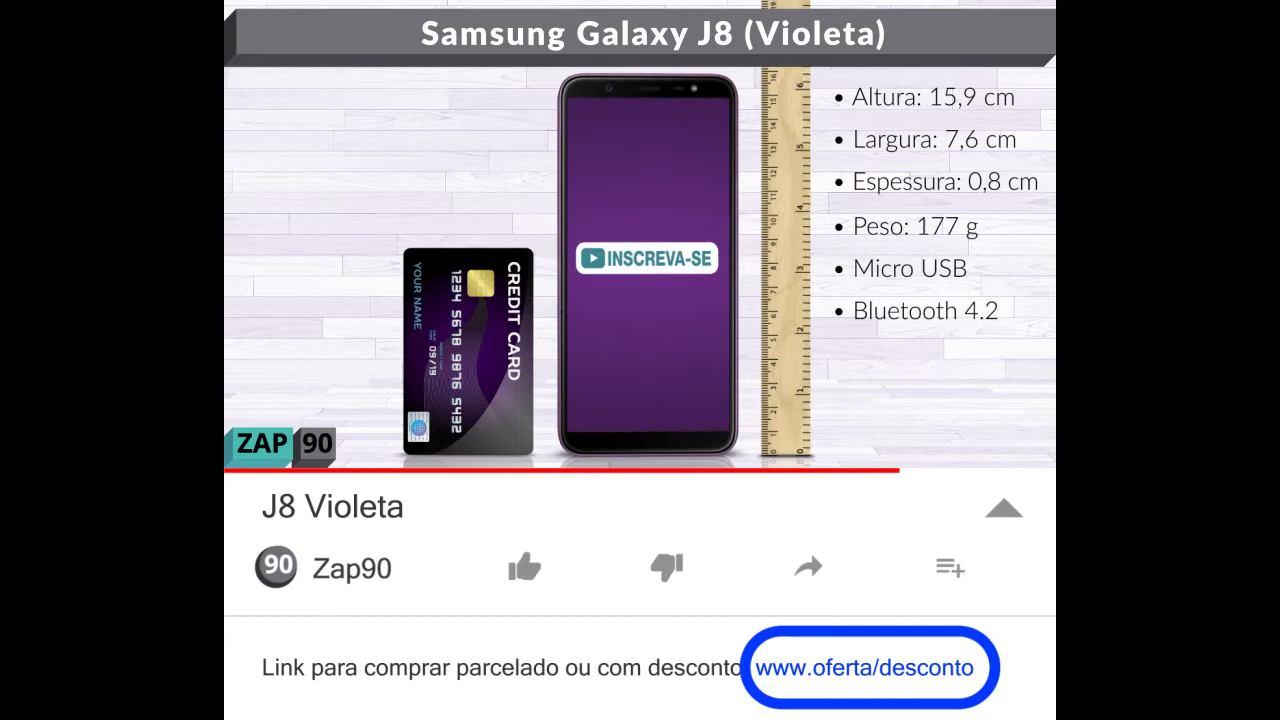 Samsung Galaxy J8 (Violeta)
• Altura: 15,9 cm
• Largura: 7,6 cm
• Espessura: 0,8 cm
• Peso: 177 g
• Micro USB
• Bluetooth 4.2
INSCREVA-SE
CREDIT CARD
1234 8795 9786 5432
09/19
YOUR NAME
ZAP 90
J8 Violeta
90 Zap90
Link para comprar parcelado ou com desconto www.oferta/desconto